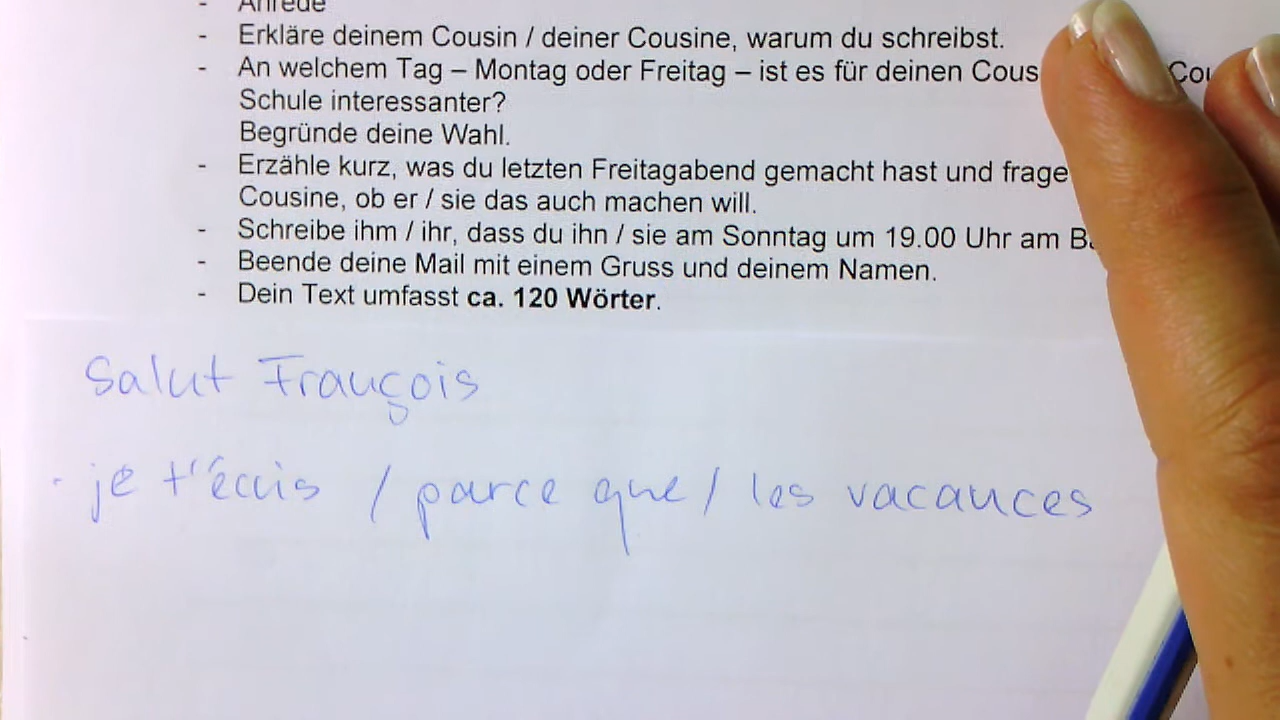 - Anrede
- Erkläre deinem Cousin / deiner Cousine, warum du schreibst.
- An welchem Tag – Montag oder Freitag – ist es für deinen Cous
Schule interessanter?
Begründe deine Wahl.
- Erzähle kurz, was du letzten Freitagabend gemacht hast und frage
Cousine, ob er / sie das auch machen will.
- Schreibe ihm / ihr, dass du ihn / sie am Sonntag um 19.00 Uhr am
- Beende deine Mail mit einem Gruss und deinem Namen.
- Dein Text umfasst ca. 120 Wörter.
Salut François
· je t'écris / parce que / les vacances